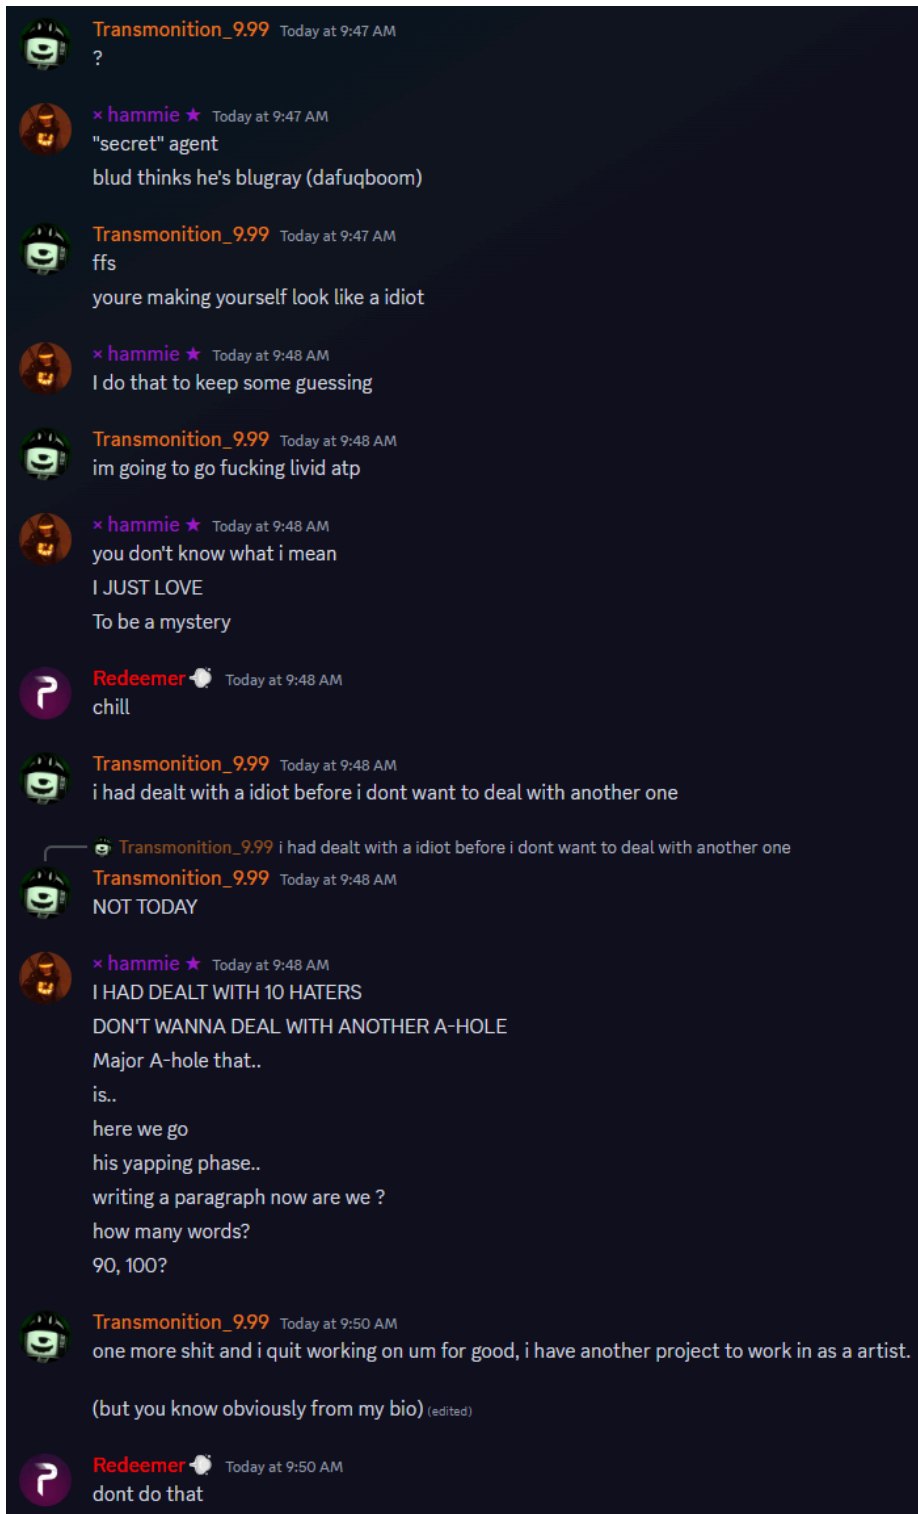 Transmonition_9.99 Today at 9:47 AM
?
× hammie ★ Today at 9:47 AM
"secret" agent
blud thinks he's blugray (dafuqboom)
Transmonition_9.99 Today at 9:47 AM
ffs
youre making yourself look like a idiot
× hammie ★ Today at 9:48 AM
I do that to keep some guessing
Transmonition_9.99 Today at 9:48 AM
im going to go fucking livid atp
× hammie ★ Today at 9:48 AM
you don't know what i mean
I JUST LOVE
To be a mystery
Redeemer Today at 9:48 AM
chill
Transmonition_9.99 Today at 9:48 AM
i had dealt with a idiot before i dont want to deal with another one
Transmonition_9.99 i had dealt with a idiot before i dont want to deal with another one
Transmonition_9.99 Today at 9:48 AM
NOT TODAY
× hammie ★ Today at 9:48 AM
I HAD DEALT WITH 10 HATERS
DON'T WANNA DEAL WITH ANOTHER A-HOLE
Major A-hole that..
is..
here we go
his yapping phase..
writing a paragraph now are we ?
how many words?
90, 100?
Transmonition_9.99 Today at 9:50 AM
one more shit and i quit working on um for good, i have another project to work in as a artist.
(but you know obviously from my bio) (edited)
Redeemer Today at 9:50 AM
dont do that